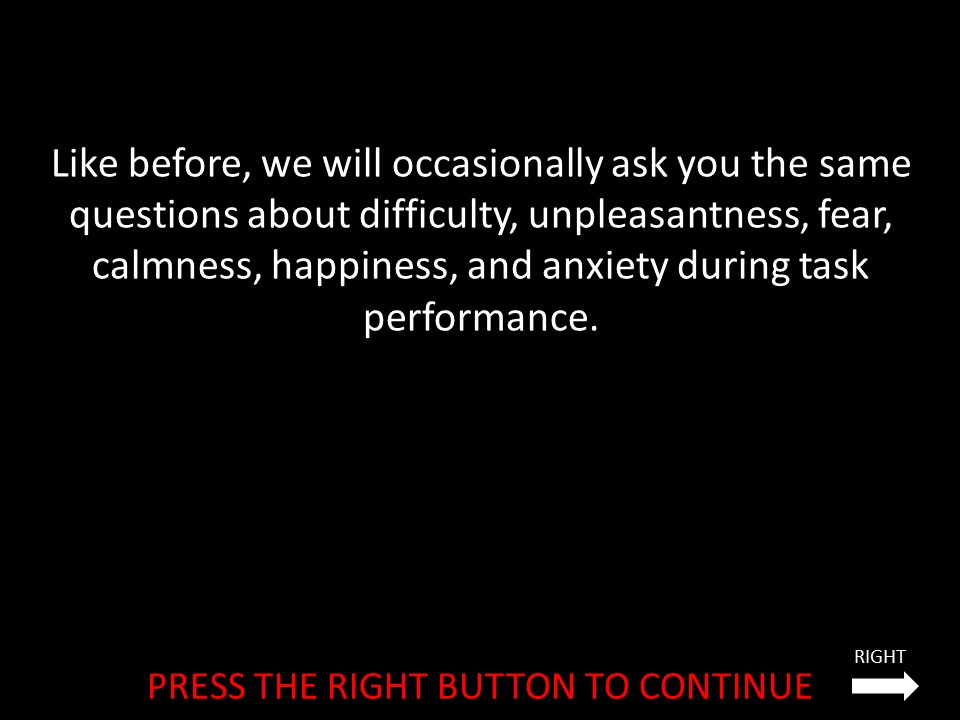 Like before, we will occasionally ask you the same
questions about difficulty, unpleasantness, fear,
calmness, happiness, and anxiety during task
performance.
RIGHT
PRESS THE RIGHT BUTTON TO CONTINUE